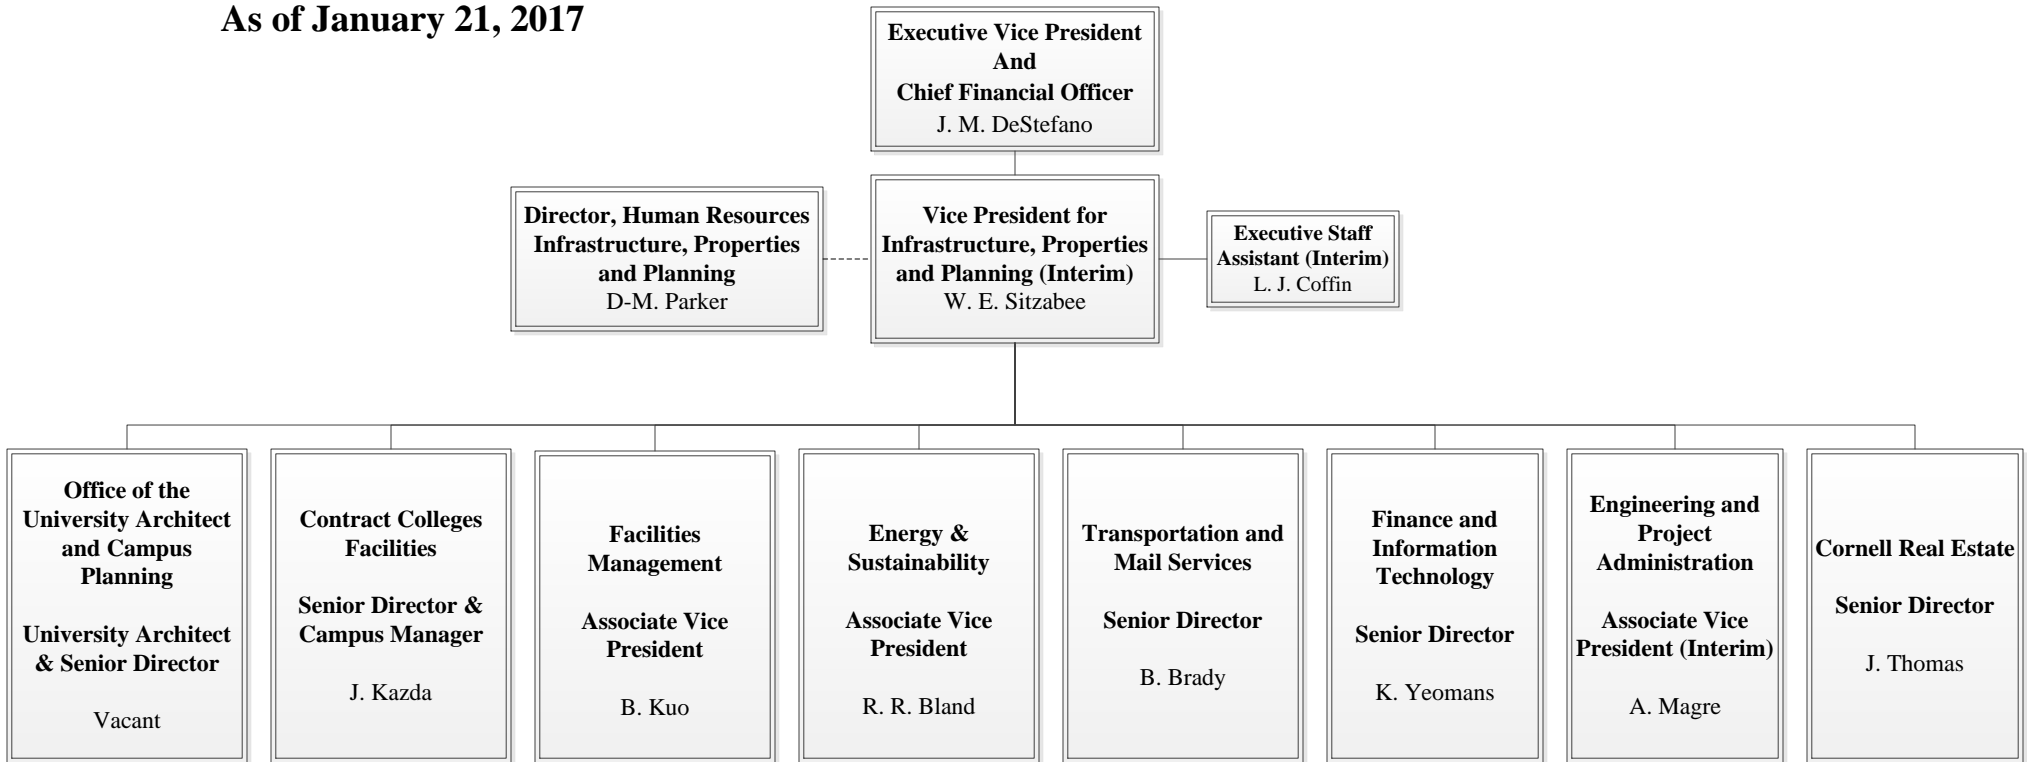 As of January 21, 2017
Executive Vice President
And
Chief Financial Officer
J. M. DeStefano
Director, Human Resources
Infrastructure, Properties
and Planning
D-M. Parker
Vice President for
Infrastructure, Properties
and Planning (Interim)
W. E. Sitzabee
Executive Staff
Assistant (Interim)
L. J. Coffin
Office of the
University Architect
and Campus
Planning
University Architect
& Senior Director
Vacant
Contract Colleges
Facilities
Senior Director &
Campus Manager
J. Kazda
Facilities
Management
Associate Vice
President
B. Kuo
Energy &
Sustainability
Associate Vice
President
R. R. Bland
Transportation and
Mail Services
Senior Director
B. Brady
Finance and
Information
Technology
Senior Director
K. Yeomans
Engineering and
Project
Administration
Associate Vice
President (Interim)
A. Magre
Cornell Real Estate
Senior Director
J. Thomas